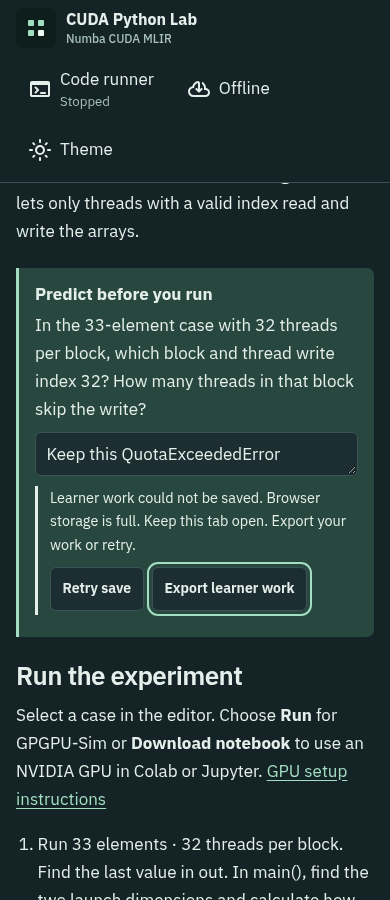 CUDA Python Lab
Numba CUDA MLIR
Code runner
Stopped
Offline
Theme
lets only threads with a valid index read and
write the arrays.
Predict before you run
In the 33-element case with 32 threads
per block, which block and thread write
index 32? How many threads in that block
skip the write?
Keep this QuotaExceededError
Learner work could not be saved. Browser
storage is full. Keep this tab open. Export your
work or retry.
Retry save
Export learner work
Run the experiment
Select a case in the editor. Choose Run for
GPGPU-Sim or Download notebook to use an
NVIDIA GPU in Colab or Jupyter. GPU setup
instructions
1. Run 33 elements · 32 threads per block.
Find the last value in out. In main(), find the
two launch dimensions and calculate how